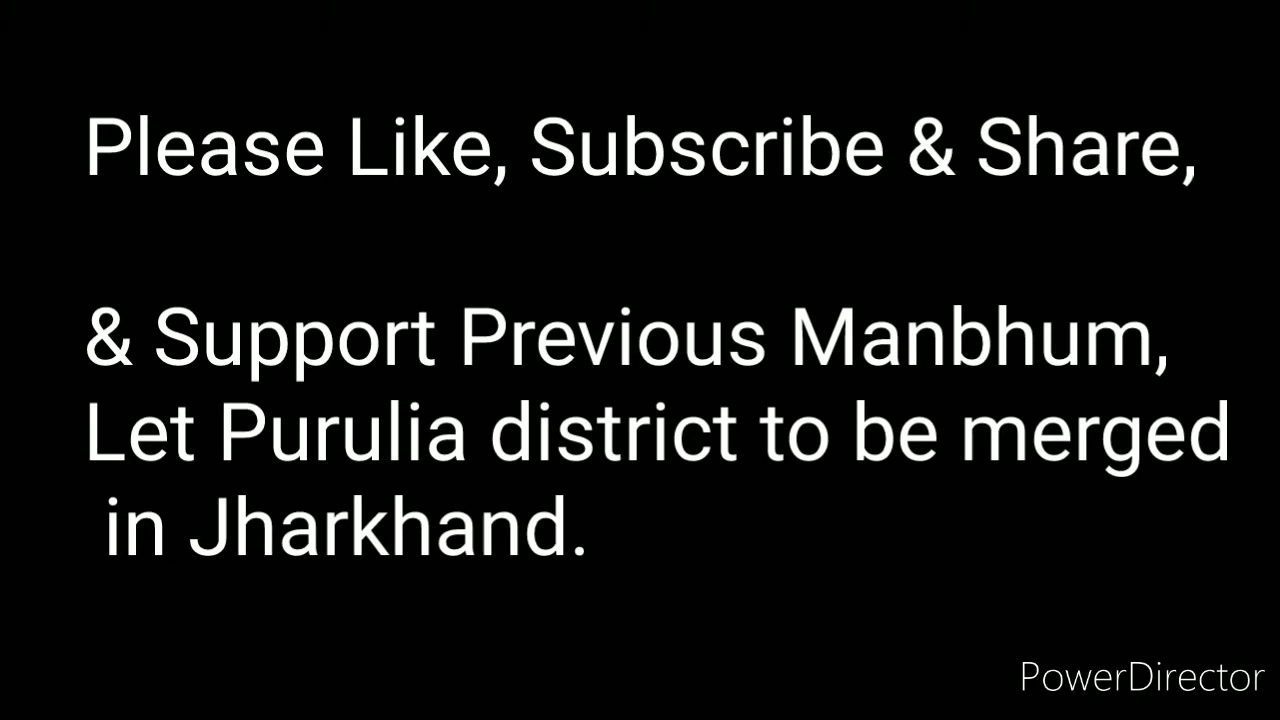 Please Like, Subscribe & Share,
& Support Previous Manbhum,
Let Purulia district to be merged
in Jharkhand.
PowerDirector